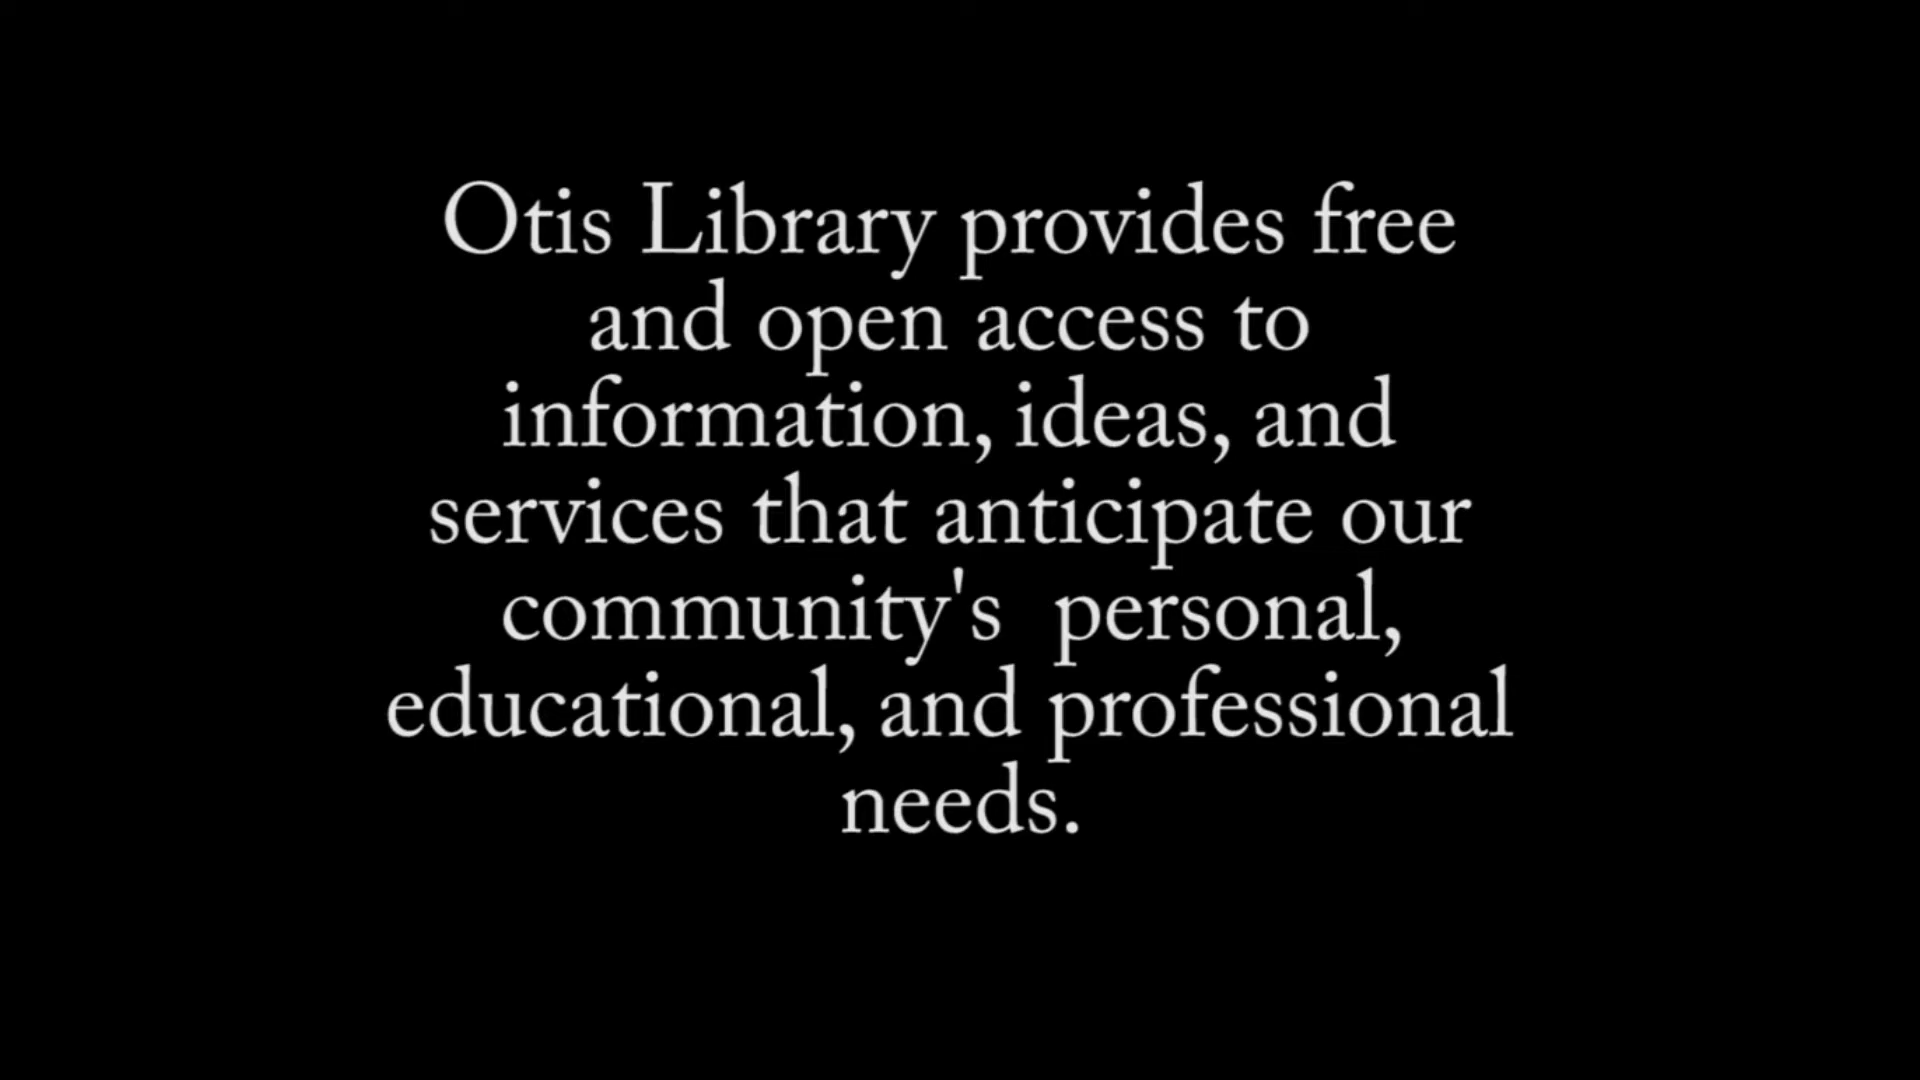 Otis Library provides free
and open access to
information, ideas, and
services that anticipate our
community's  personal,
educational, and professional
needs.